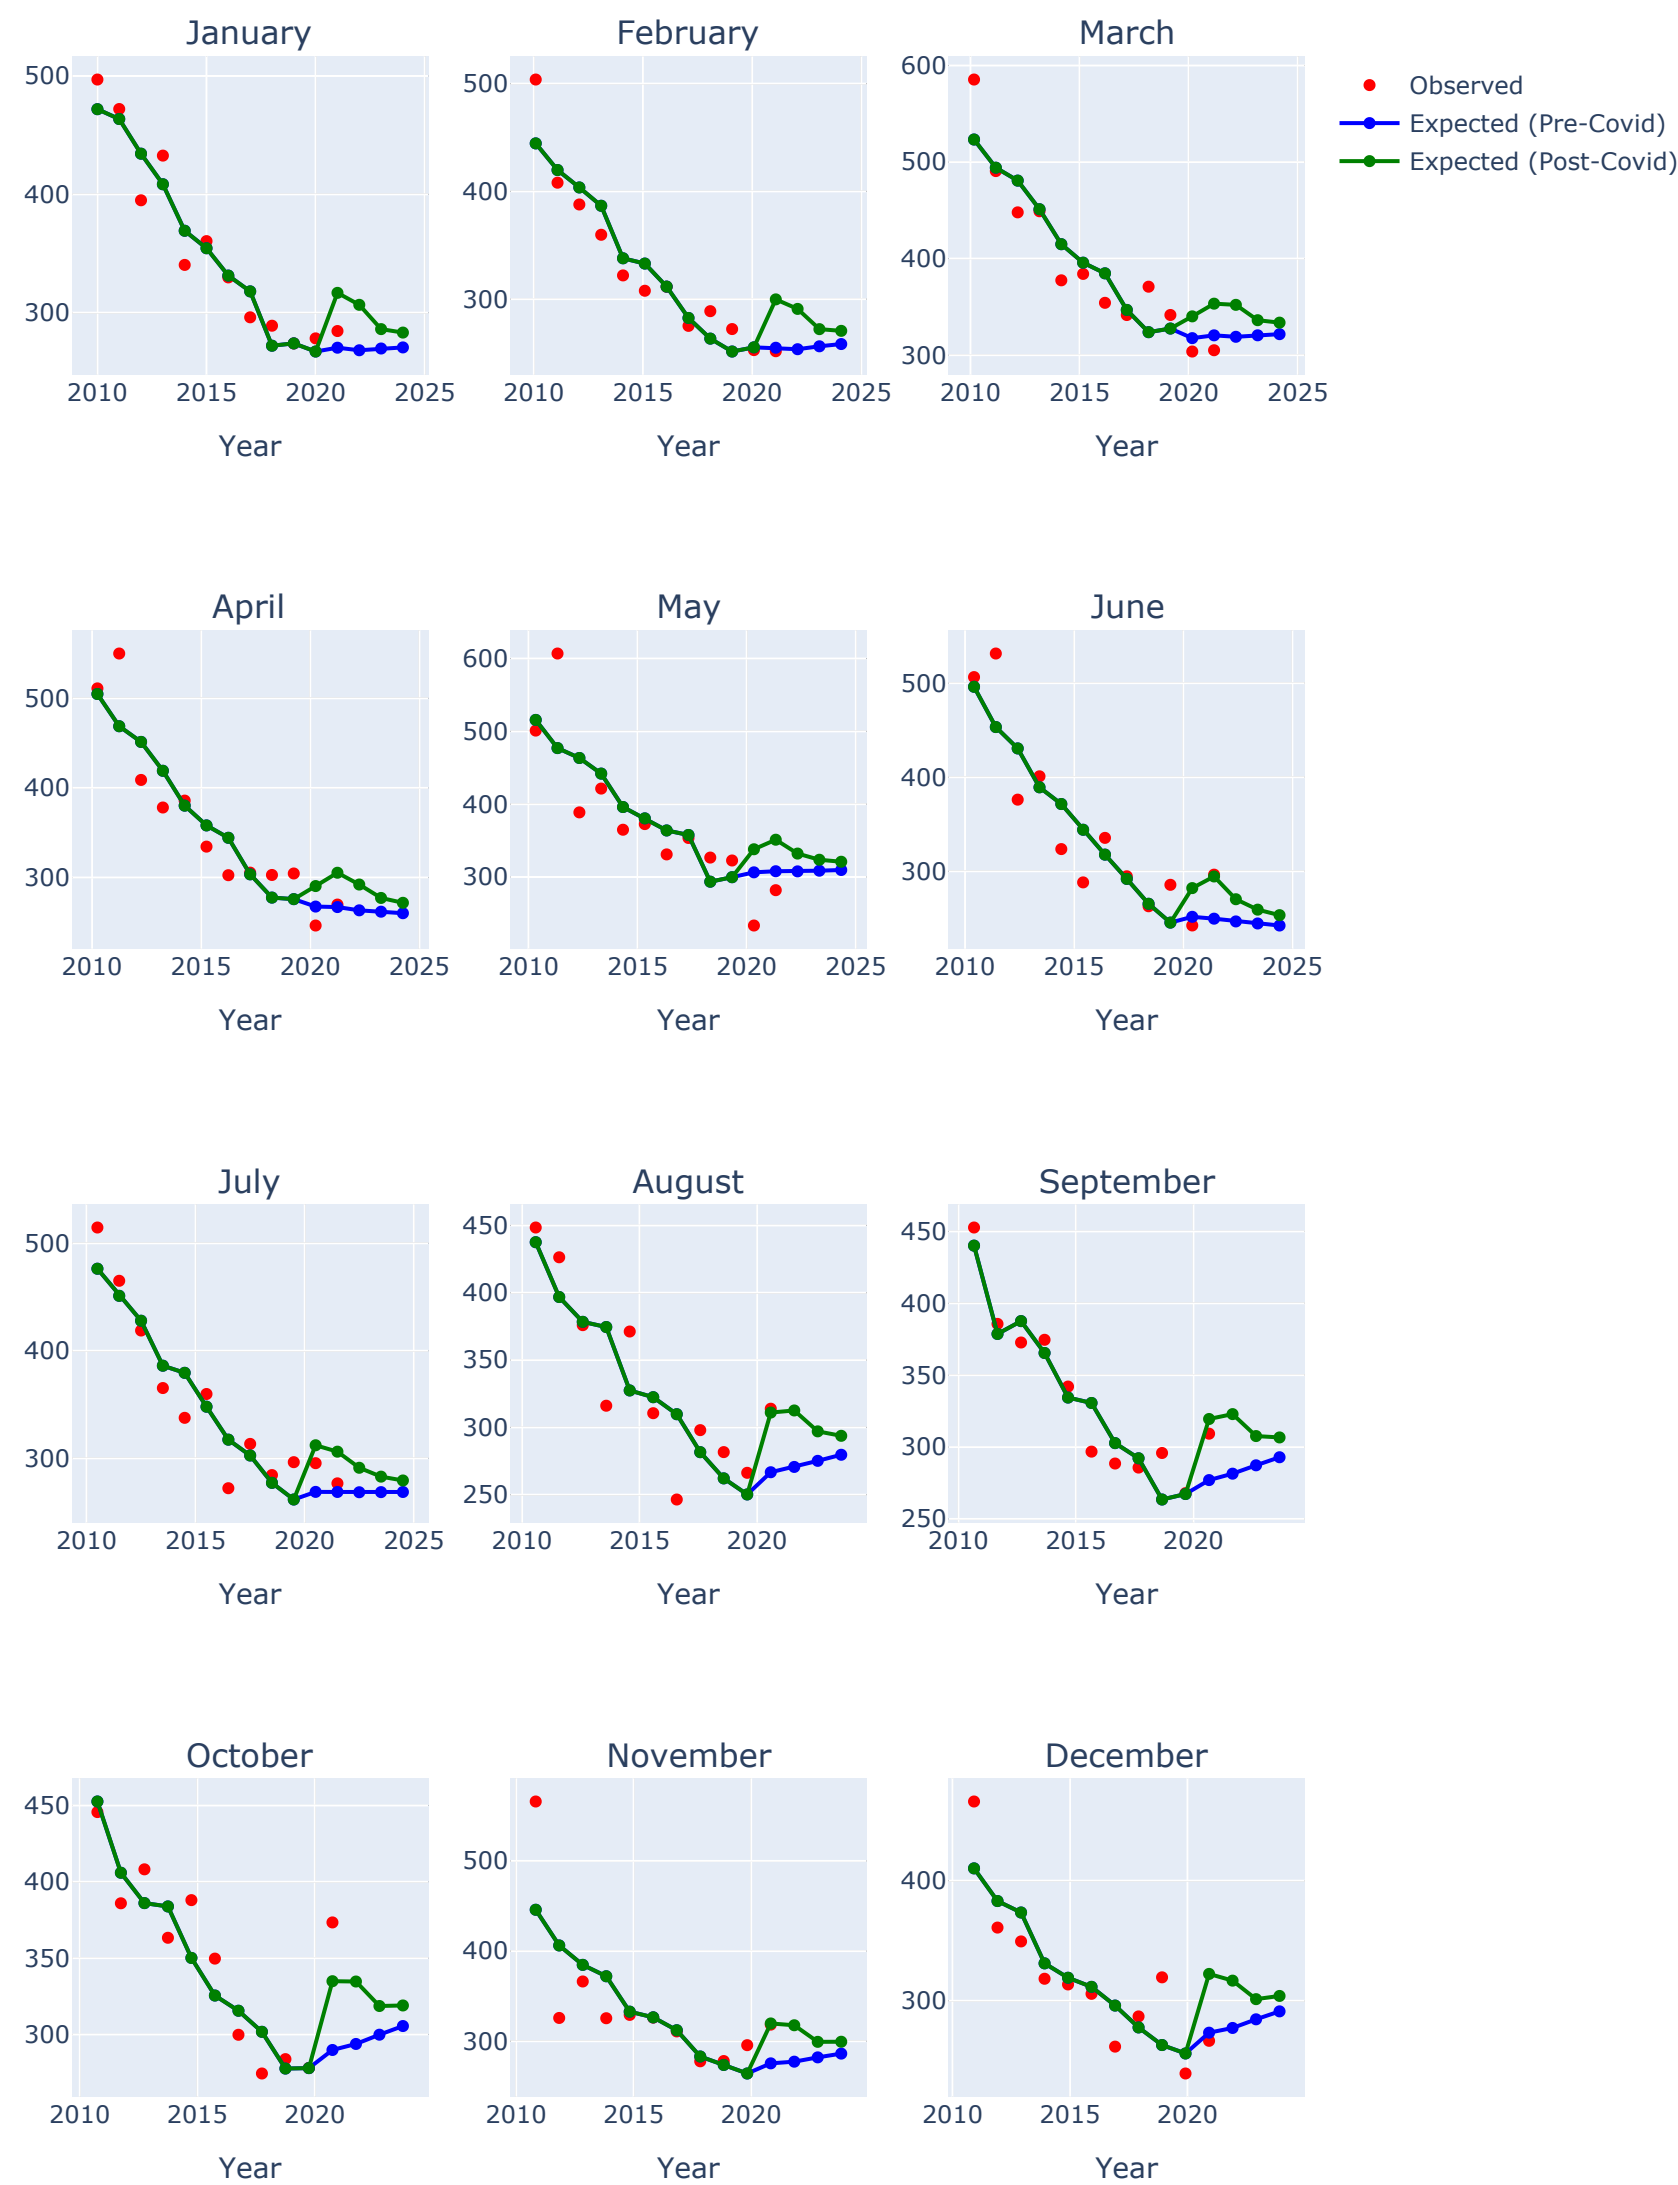 January February March
500
400
300
2010 2015 2020 2025
Year
500
400
300
2010 2015 2020 2025
Year
600
500
400
300
2010 2015 2020 2025
Year
Observed
Expected (Pre-Covid)
Expected (Post-Covid)
April May June
500
400
300
2010 2015 2020 2025
Year
600
500
400
300
2010 2015 2020 2025
Year
500
400
300
2010 2015 2020 2025
Year
July August September
500
400
300
2010 2015 2020 2025
Year
450
400
350
300
250
2010 2015 2020
Year
450
400
350
300
250
2010 2015 2020
Year
October November December
450
400
350
300
2010 2015 2020
Year
500
400
300
2010 2015 2020
Year
400
300
2010 2015 2020
Year